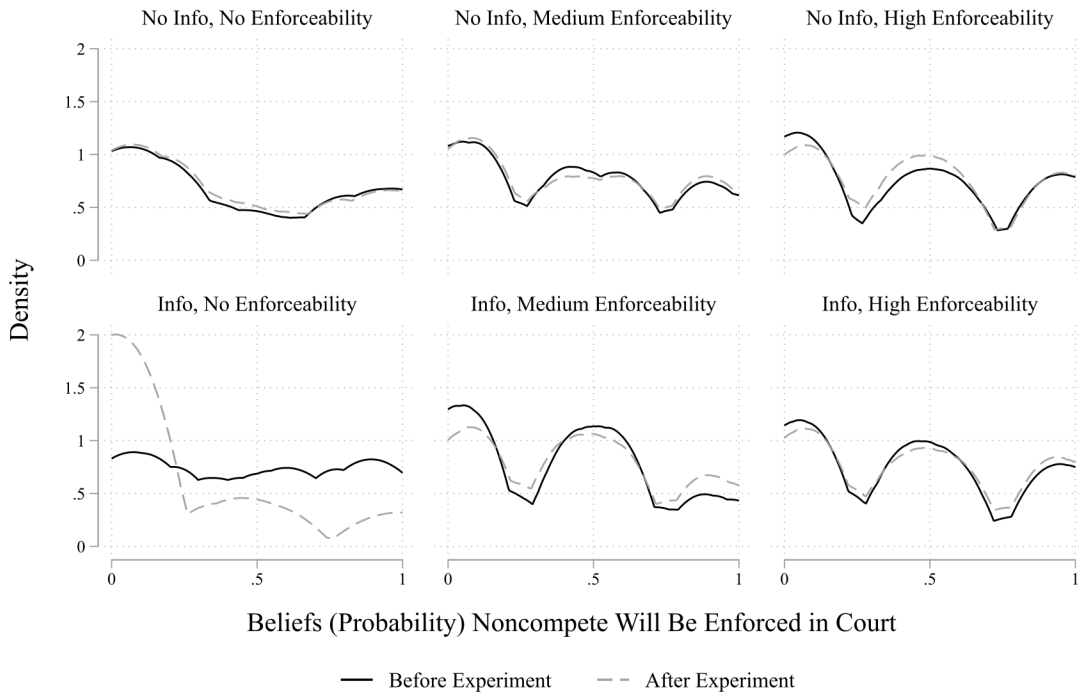 No Info, No Enforceability
No Info, Medium Enforceability
No Info, High Enforceability
2
1.5
1
.5
0
Density
Info, No Enforceability
Info, Medium Enforceability
Info, High Enforceability
2
1.5
1
.5
0
0 .5 1
0 .5 1
0 .5 1
Beliefs (Probability) Noncompete Will Be Enforced in Court
Before Experiment
After Experiment